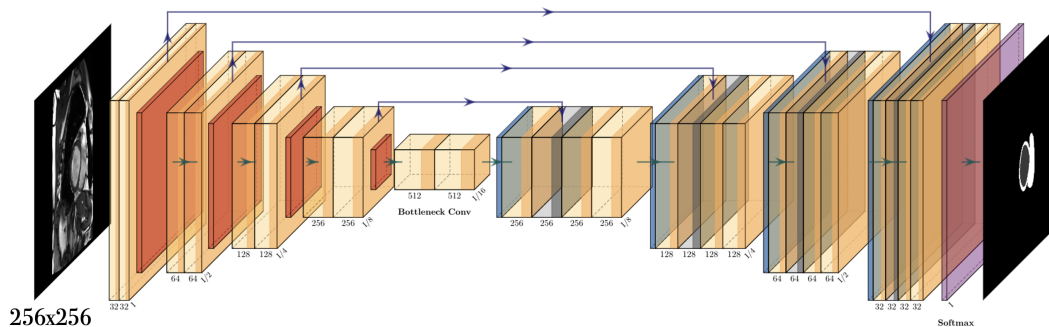 32 32 1
64 64 1/2
128 128 1/4
256 256 1/8
512 512 1/16
Bottleneck Conv
256 256 256 256 1/8
128 128 128 128 1/4
64 64 64 64 1/2
32 32 32 32
1
Softmax
256x256